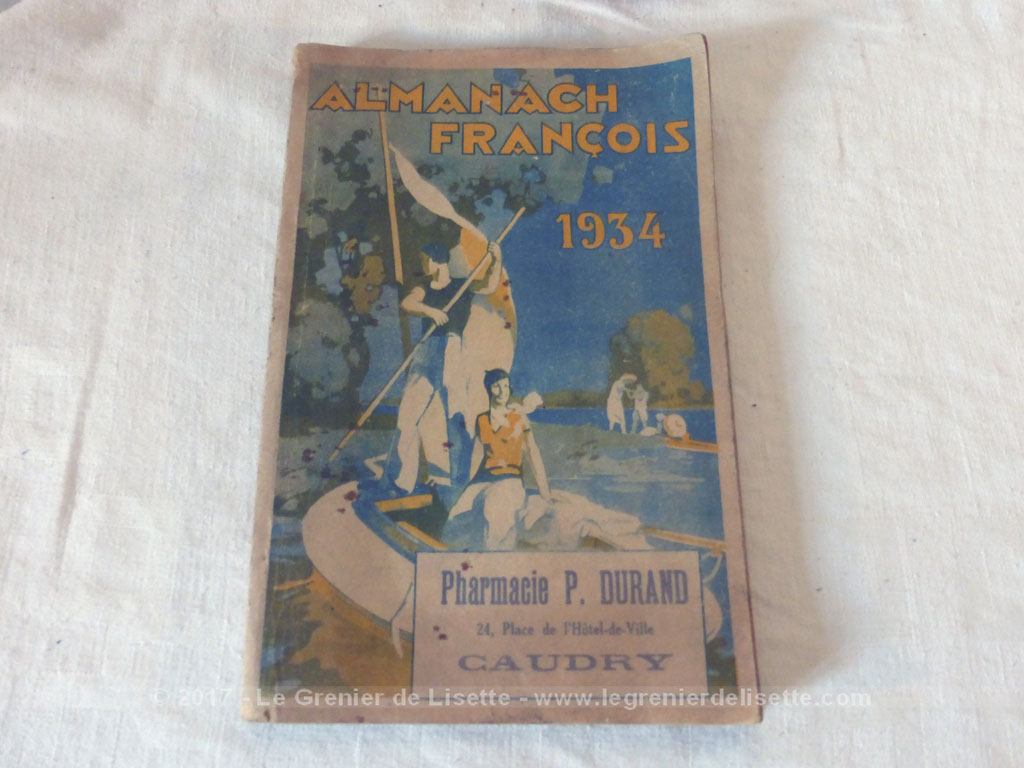 ALMANACH
FRANÇOIS
1934
Pharmacie P. DURAND
24, Place de l'Hôtel-de-Ville
CAUDRY
© 2017 - Le Grenier de Lisette - www.legrenierdelisette.com